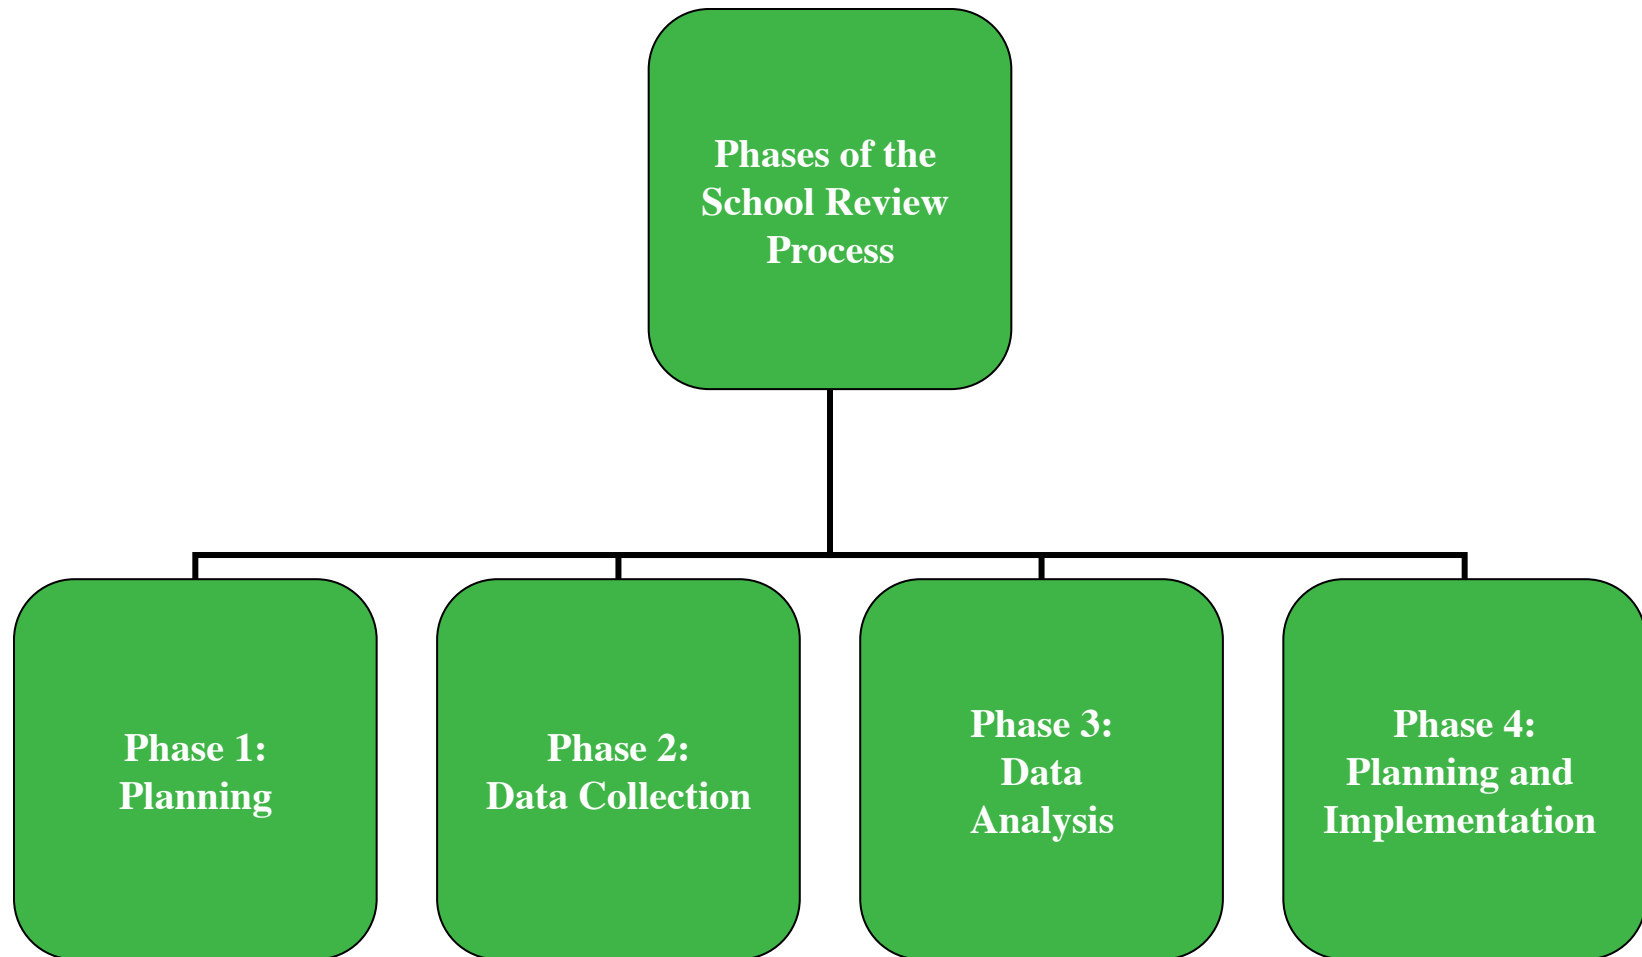 Phases of the
School Review
Process
Phase 1:
Planning
Phase 2:
Data Collection
Phase 3:
Data
Analysis
Phase 4:
Planning and
Implementation